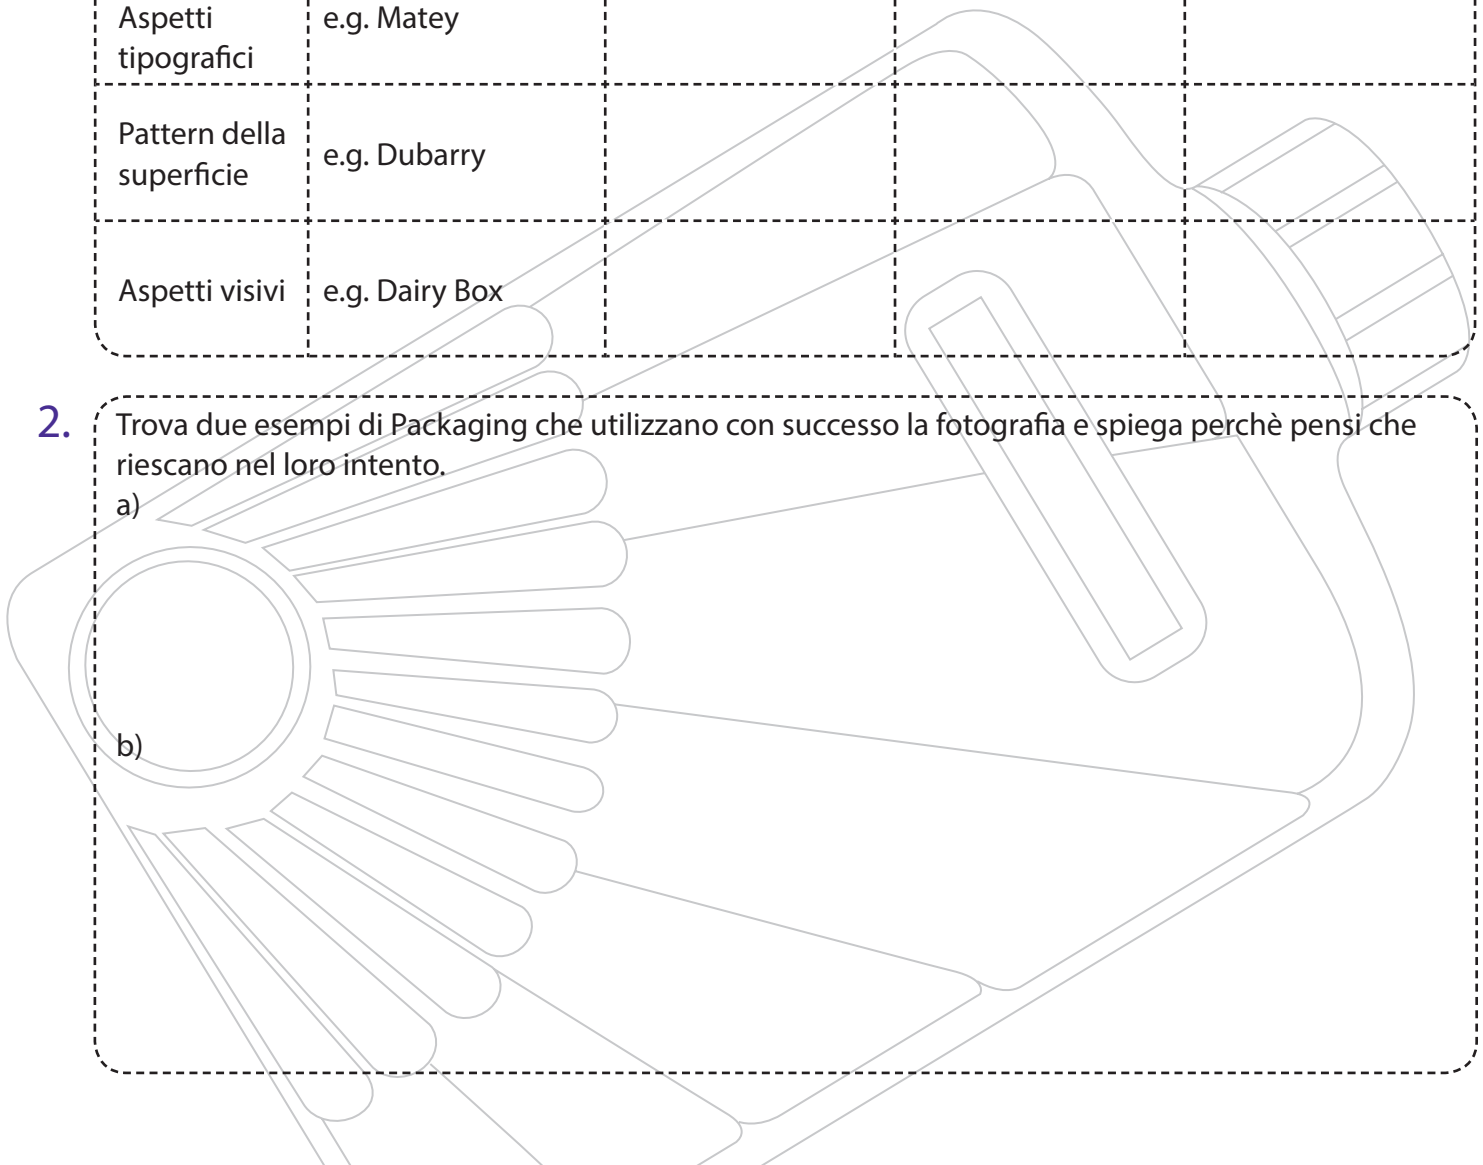 Aspetti
tipografici
e.g. Matey
Pattern della
superficie
e.g. Dubarry
Aspetti visivi
e.g. Dairy Box
2.
Trova due esempi di Packaging che utilizzano con successo la fotografia e spiega perchè pensi che
riescano nel loro intento.
a)
b)